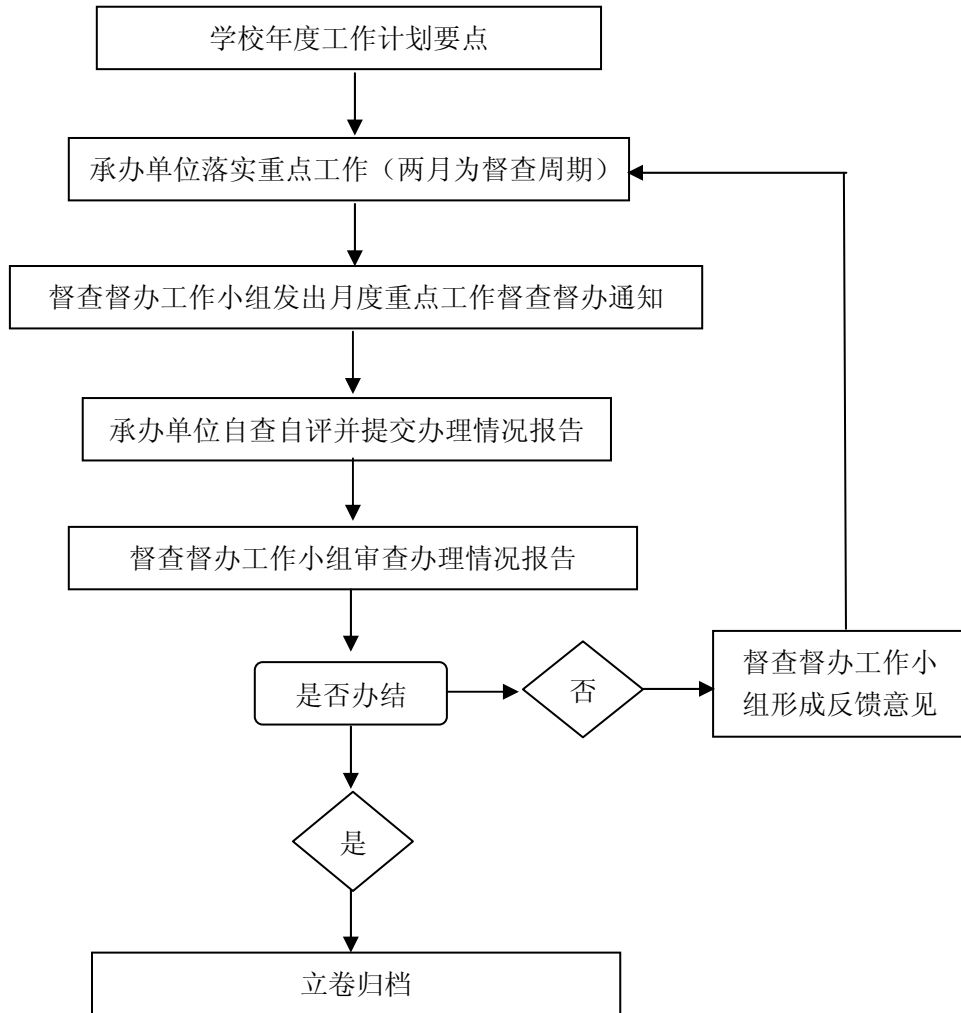 学校年度工作计划要点
承办单位落实重点工作（两月为督查周期）
督查督办工作小组发出月度重点工作督查督办通知
承办单位自查自评并提交办理情况报告
督查督办工作小组审查办理情况报告
是否办结
否
督查督办工作小
组形成反馈意见
是
立卷归档